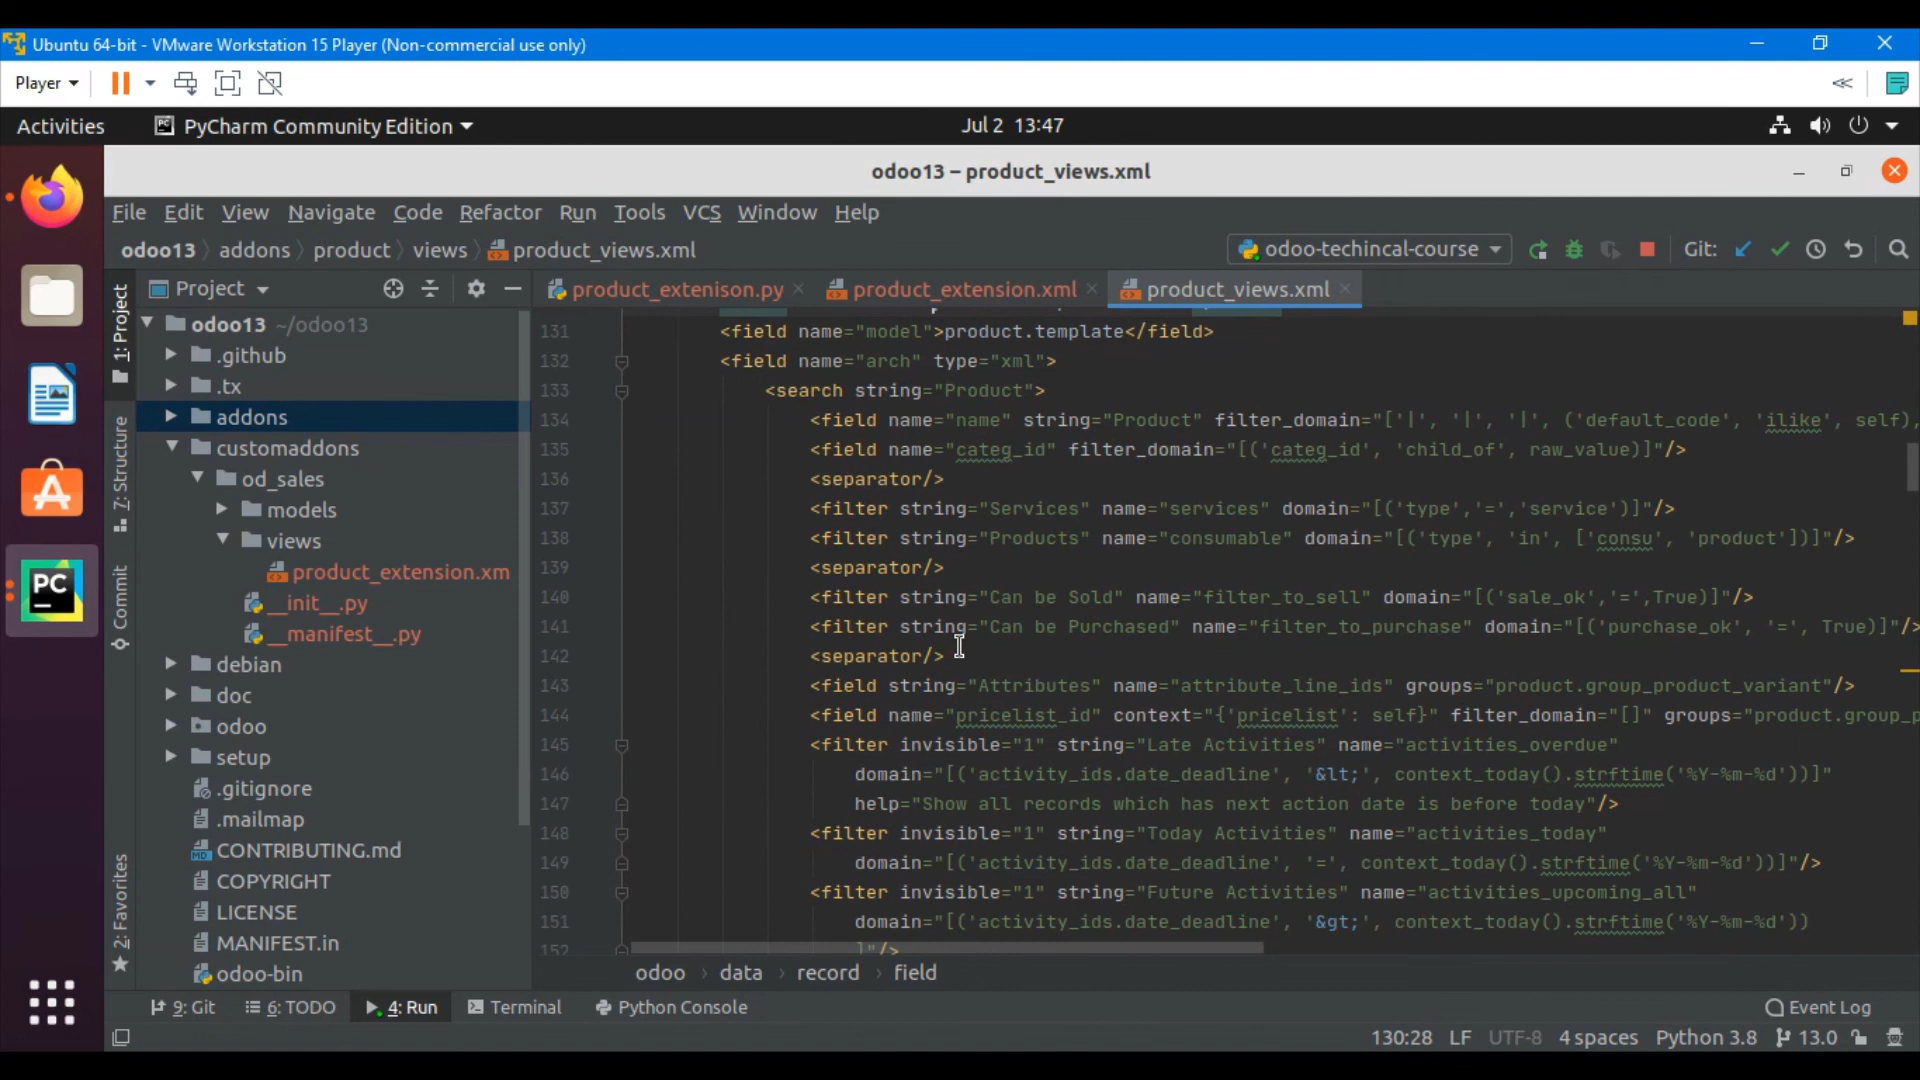 Ubuntu 64-bit - VMware Workstation 15 Player (Non-commercial use only)
Player
Activities PyCharm Community Edition Jul 2 13:47
odoo13 – product_views.xml
File Edit View Navigate Code Refactor Run Tools VCS Window Help
odoo13 addons product views product_views.xml odoo-techincal-course Git:
Project product_extenison.py product_extension.xml product_views.xml
1: Project
7: Structure
Commit
2: Favorites
odoo13 ~/odoo13
.github
.tx
addons
customaddons
od_sales
models
views
product_extension.xm
__init__.py
__manifest__.py
debian
doc
odoo
setup
.gitignore
.mailmap
CONTRIBUTING.md
COPYRIGHT
LICENSE
MANIFEST.in
odoo-bin
131 <field name="model">product.template</field>
132 <field name="arch" type="xml">
133 <search string="Product">
134 <field name="name" string="Product" filter_domain="['|', '|', '|', ('default_code', 'ilike', self),
135 <field name="categ_id" filter_domain="[('categ_id', 'child_of', raw_value)]"/>
136 <separator/>
137 <filter string="Services" name="services" domain="[('type','=','service')]"/>
138 <filter string="Products" name="consumable" domain="[('type', 'in', ['consu', 'product'])]"/>
139 <separator/>
140 <filter string="Can be Sold" name="filter_to_sell" domain="[('sale_ok','=',True)]"/>
141 <filter string="Can be Purchased" name="filter_to_purchase" domain="[('purchase_ok', '=', True)]"/>
142 <separator/>
143 <field string="Attributes" name="attribute_line_ids" groups="product.group_product_variant"/>
144 <field name="pricelist_id" context="{'pricelist': self}" filter_domain="[]" groups="product.group_p
145 <filter invisible="1" string="Late Activities" name="activities_overdue"
146 domain="[('activity_ids.date_deadline', '&lt;', context_today().strftime('%Y-%m-%d'))]"
147 help="Show all records which has next action date is before today"/>
148 <filter invisible="1" string="Today Activities" name="activities_today"
149 domain="[('activity_ids.date_deadline', '=', context_today().strftime('%Y-%m-%d'))]"/>
150 <filter invisible="1" string="Future Activities" name="activities_upcoming_all"
151 domain="[('activity_ids.date_deadline', '&gt;', context_today().strftime('%Y-%m-%d'))
152 ]"/>
odoo data record field
9: Git 6: TODO 4: Run Terminal Python Console Event Log
130:28 LF UTF-8 4 spaces Python 3.8 13.0